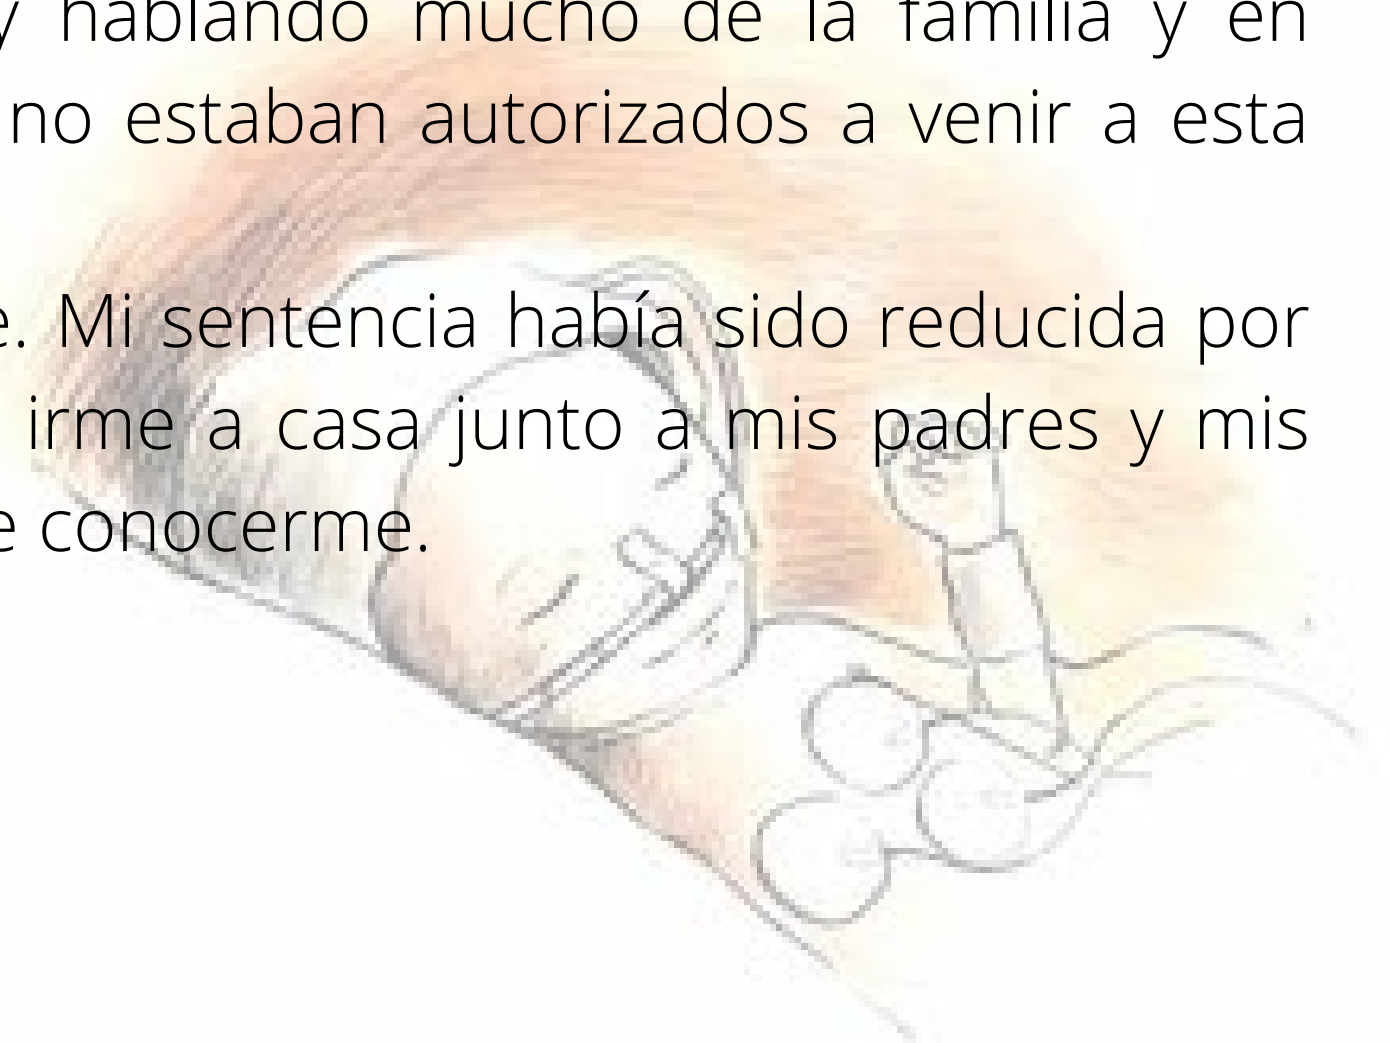 y hablando mucho de la familia y en
no estaban autorizados a venir a esta
e. Mi sentencia había sido reducida por
irme a casa junto a mis padres y mis
e conocerme.